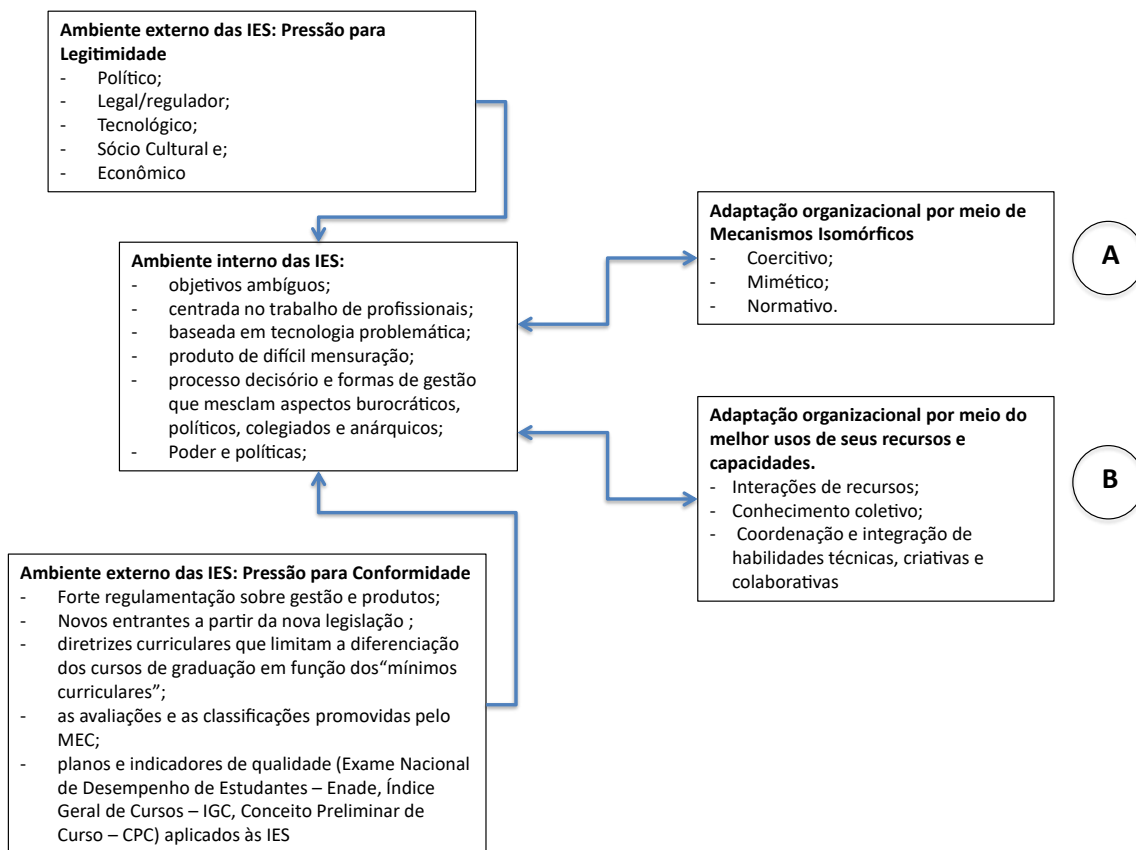 Ambiente externo das IES: Pressão para
Legitimidade
- Político;
- Legal/regulador;
- Tecnológico;
- Sócio Cultural e;
- Econômico
Ambiente interno das IES:
- objetivos ambíguos;
- centrada no trabalho de profissionais;
- baseada em tecnologia problemática;
- produto de difícil mensuração;
- processo decisório e formas de gestão
que mesclam aspectos burocráticos,
políticos, colegiados e anárquicos;
- Poder e políticas;
Adaptação organizacional por meio de
Mecanismos Isomórficos
- Coercitivo;
- Mimético;
- Normativo.
A
Adaptação organizacional por meio do
melhor usos de seus recursos e
capacidades.
- Interações de recursos;
- Conhecimento coletivo;
- Coordenação e integração de
habilidades técnicas, criativas e
colaborativas
B
Ambiente externo das IES: Pressão para Conformidade
- Forte regulamentação sobre gestão e produtos;
- Novos entrantes a partir da nova legislação ;
- diretrizes curriculares que limitam a diferenciação
dos cursos de graduação em função dos“mínimos
curriculares”;
- as avaliações e as classificações promovidas pelo
MEC;
- planos e indicadores de qualidade (Exame Nacional
de Desempenho de Estudantes – Enade, Índice
Geral de Cursos – IGC, Conceito Preliminar de
Curso – CPC) aplicados às IES